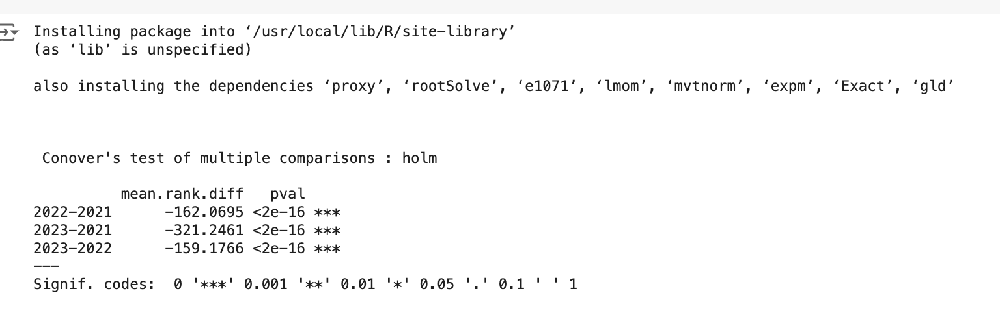 Installing package into ‘/usr/local/lib/R/site-library’
(as ‘lib’ is unspecified)
also installing the dependencies ‘proxy’, ‘rootSolve’, ‘e1071’, ‘lmom’, ‘mvtnorm’, ‘expm’, ‘Exact’, ‘gld’
Conover's test of multiple comparisons : holm
mean.rank.diff pval
2022-2021 -162.0695 <2e-16 ***
2023-2021 -321.2461 <2e-16 ***
2023-2022 -159.1766 <2e-16 ***
---
Signif. codes:  0 '***' 0.001 '**' 0.01 '*' 0.05 '.' 0.1 ' ' 1